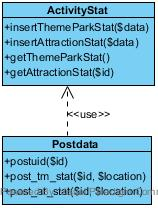 ActivityStat
+insertThemeParkStat($data)
+insertAttractionStat($data)
+getThemeParkStat()
+getAttractionStat($id)
<<use>>
Postdata
+postuid($id)
+post_tm_stat($id, $location)
+post_at_stat($id, $location)